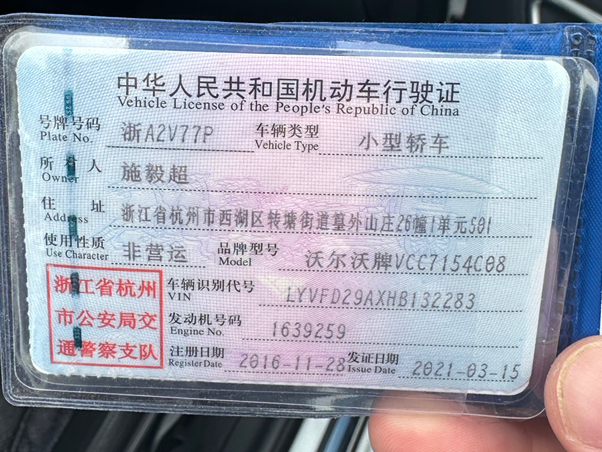 中华人民共和国机动车行驶证
Vehicle License of the People's Republic of China
号牌号码 浙A2V77P 车辆类型 小型轿车
Plate No. Vehicle Type
所有人 施毅超
Owner
住址 浙江省杭州市西湖区转塘街道墓外山庄26幢1单元501
Address
使用性质 非营运 品牌型号 沃尔沃牌VCC7154C08
Use Character Model
浙江省杭州 车辆识别代号 LYVFD29AXHB132283
VIN
市公安局交 发动机号码 1639259
Engine No.
通警察支队 注册日期 2016-11-28 发证日期 2021-03-15
Register Date Issue Date